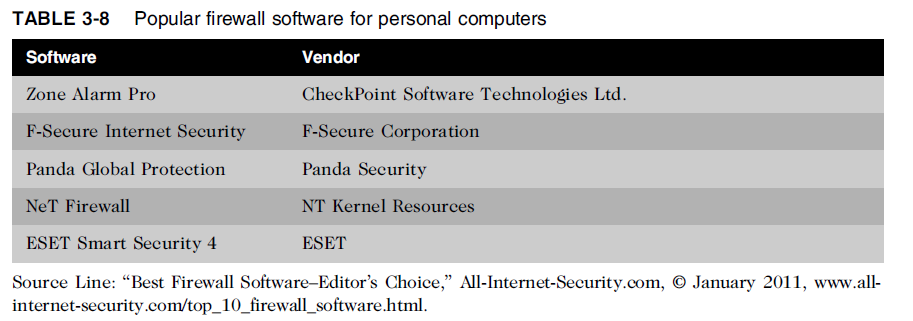 TABLE 3-8 Popular firewall software for personal computers
Software Vendor
Zone Alarm Pro CheckPoint Software Technologies Ltd.
F-Secure Internet Security F-Secure Corporation
Panda Global Protection Panda Security
NeT Firewall NT Kernel Resources
ESET Smart Security 4 ESET
Source Line: “Best Firewall Software–Editor’s Choice,” All-Internet-Security.com, © January 2011, www.all-
internet-security.com/top_10_firewall_software.html.